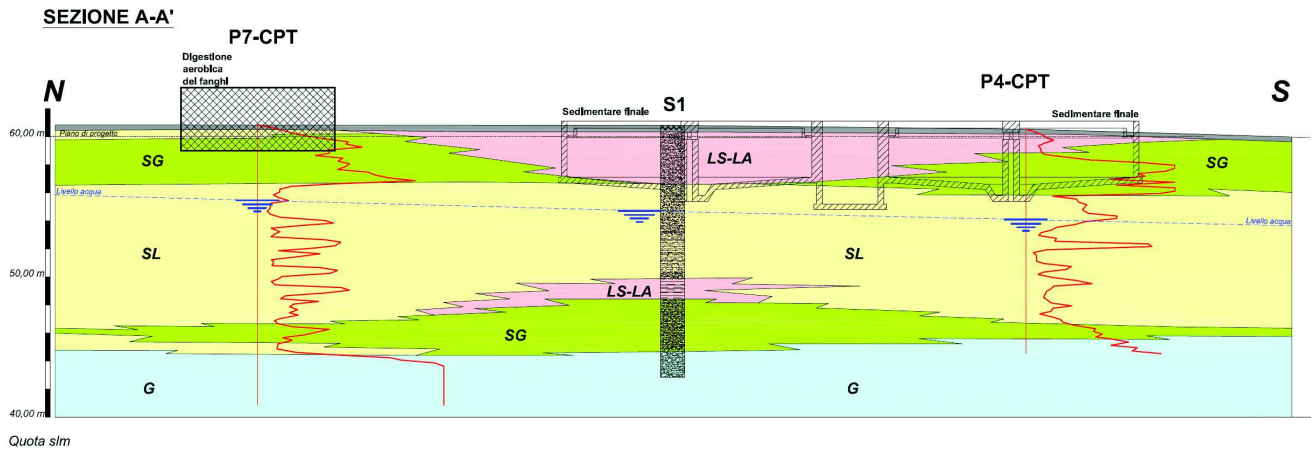 SEZIONE A-A'
P7-CPT
Digestione
aerobica
dei fanghi
N
P4-CPT
S
S1
Sedimentare finale
Sedimentare finale
60,00 m
Piano di progetto
SG
LS-LA
SG
Livello acqua
Livello acqua
SL
SL
50,00 m
LS-LA
SG
G
G
40,00 m
Quota slm